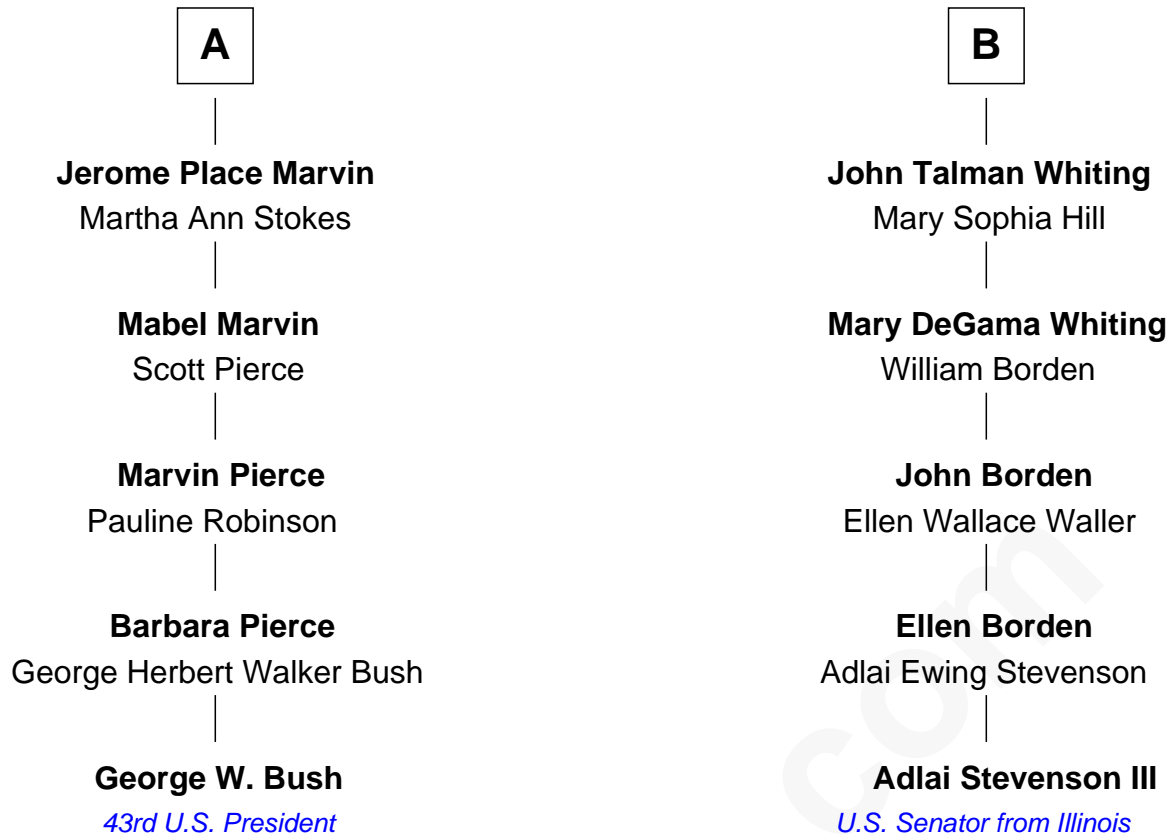 A
Jerome Place Marvin
Martha Ann Stokes
Mabel Marvin
Scott Pierce
Marvin Pierce
Pauline Robinson
Barbara Pierce
George Herbert Walker Bush
George W. Bush
43rd U.S. President
B
John Talman Whiting
Mary Sophia Hill
Mary DeGama Whiting
William Borden
John Borden
Ellen Wallace Waller
Ellen Borden
Adlai Ewing Stevenson
Adlai Stevenson III
U.S. Senator from Illinois
com